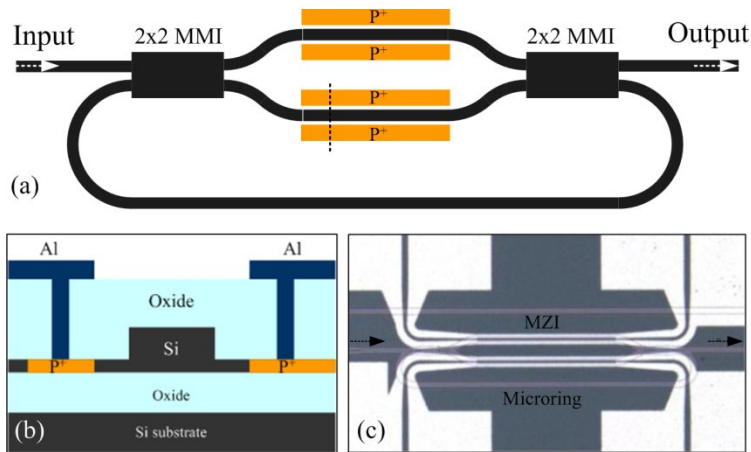 Input
2x2 MMI
P+
P+
P+
P+
2x2 MMI
Output
(a)
Al
Al
Oxide
Si
P+
P+
Oxide
Si substrate
(b)
MZI
Microring
(c)